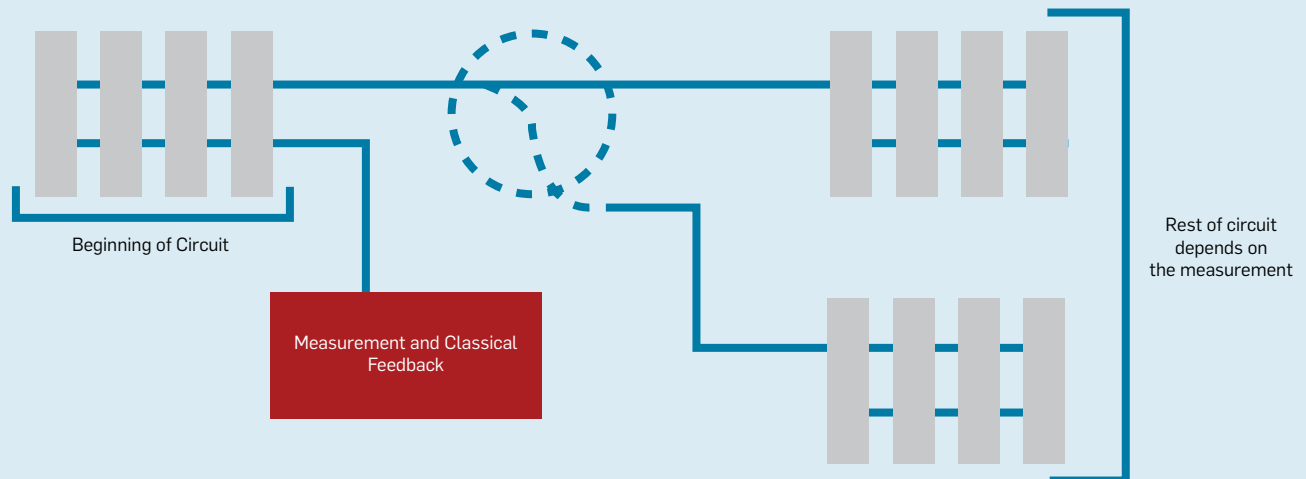 Beginning of Circuit
Measurement and Classical
Feedback
Rest of circuit
depends on
the measurement